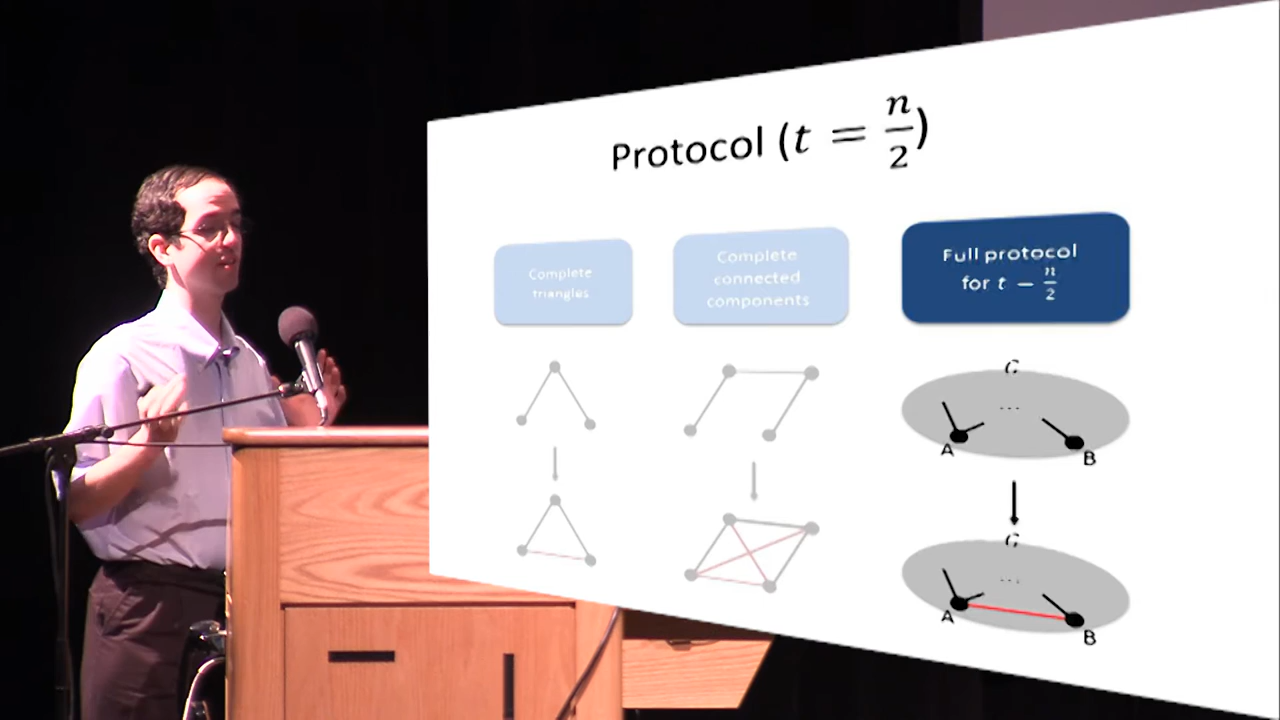 Protocol (t = n/2)
Complete
triangles
Complete
connected
components
Full protocol
for t = n/2
G
...
A
B
G
...
A
B